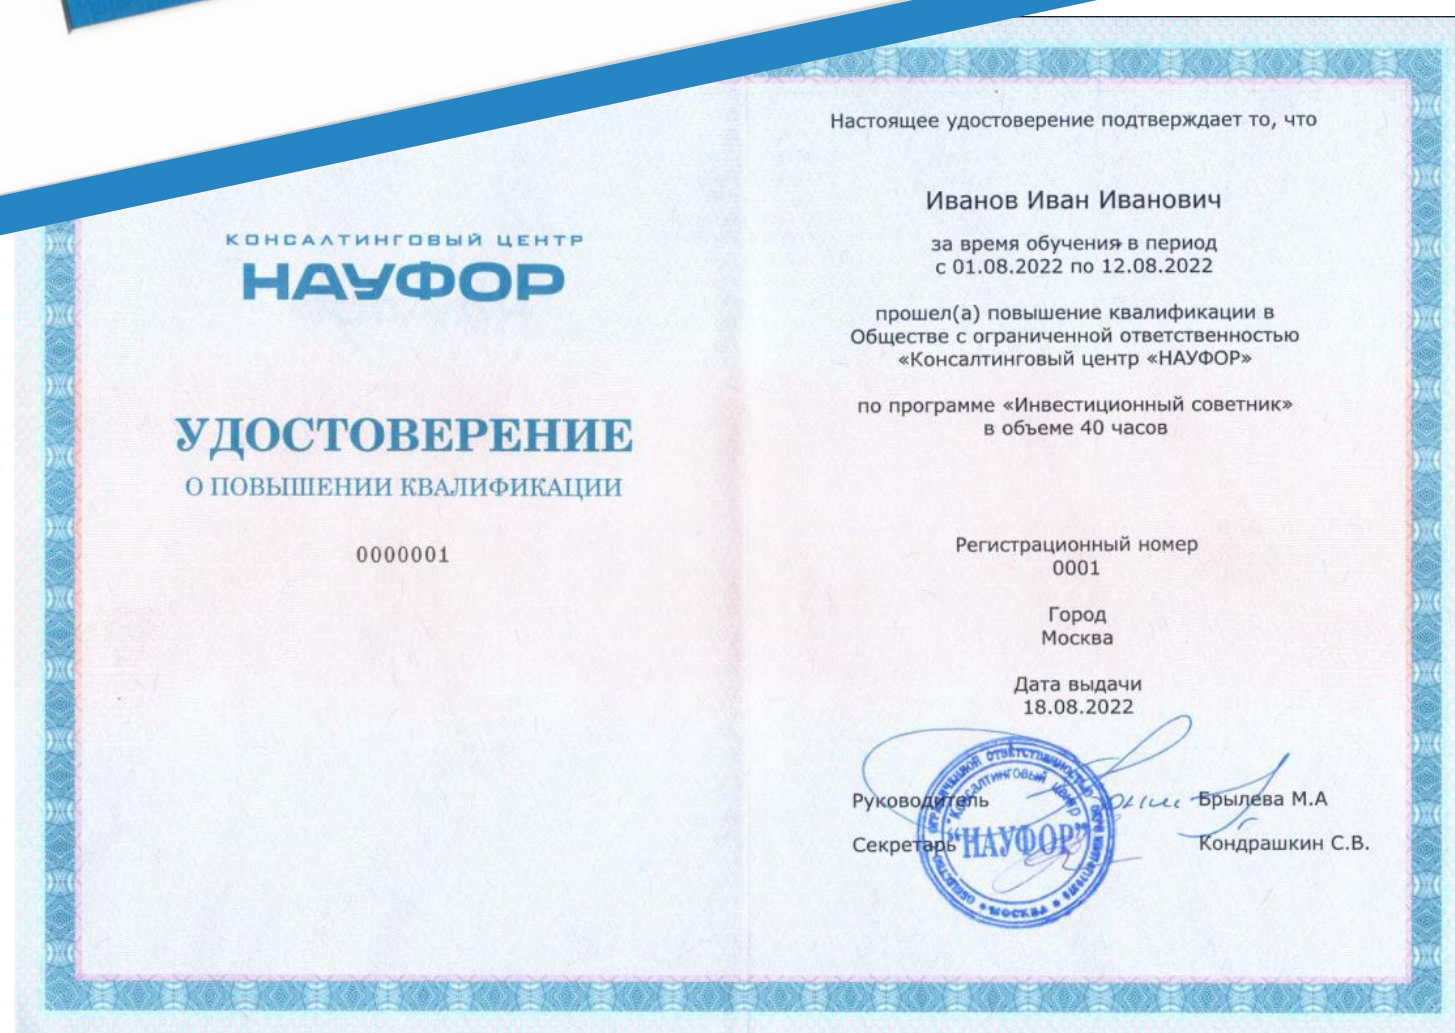 КОНСАЛТИНГОВЫЙ ЦЕНТР
НАУФОР
УДОСТОВЕРЕНИЕ
О ПОВЫШЕНИИ КВАЛИФИКАЦИИ
0000001
Настоящее удостоверение подтверждает то, что
Иванов Иван Иванович
за время обучения в период
с 01.08.2022 по 12.08.2022
прошел(а) повышение квалификации в
Обществе с ограниченной ответственностью
«Консалтинговый центр «НАУФОР»
по программе «Инвестиционный советник»
в объеме 40 часов
Регистрационный номер
0001
Город
Москва
Дата выдачи
18.08.2022
Руководитель Брылева М.А
Секретарь Кондрашкин С.В.
"Консалтинговый центр
"НАУФОР"
МОСКВА